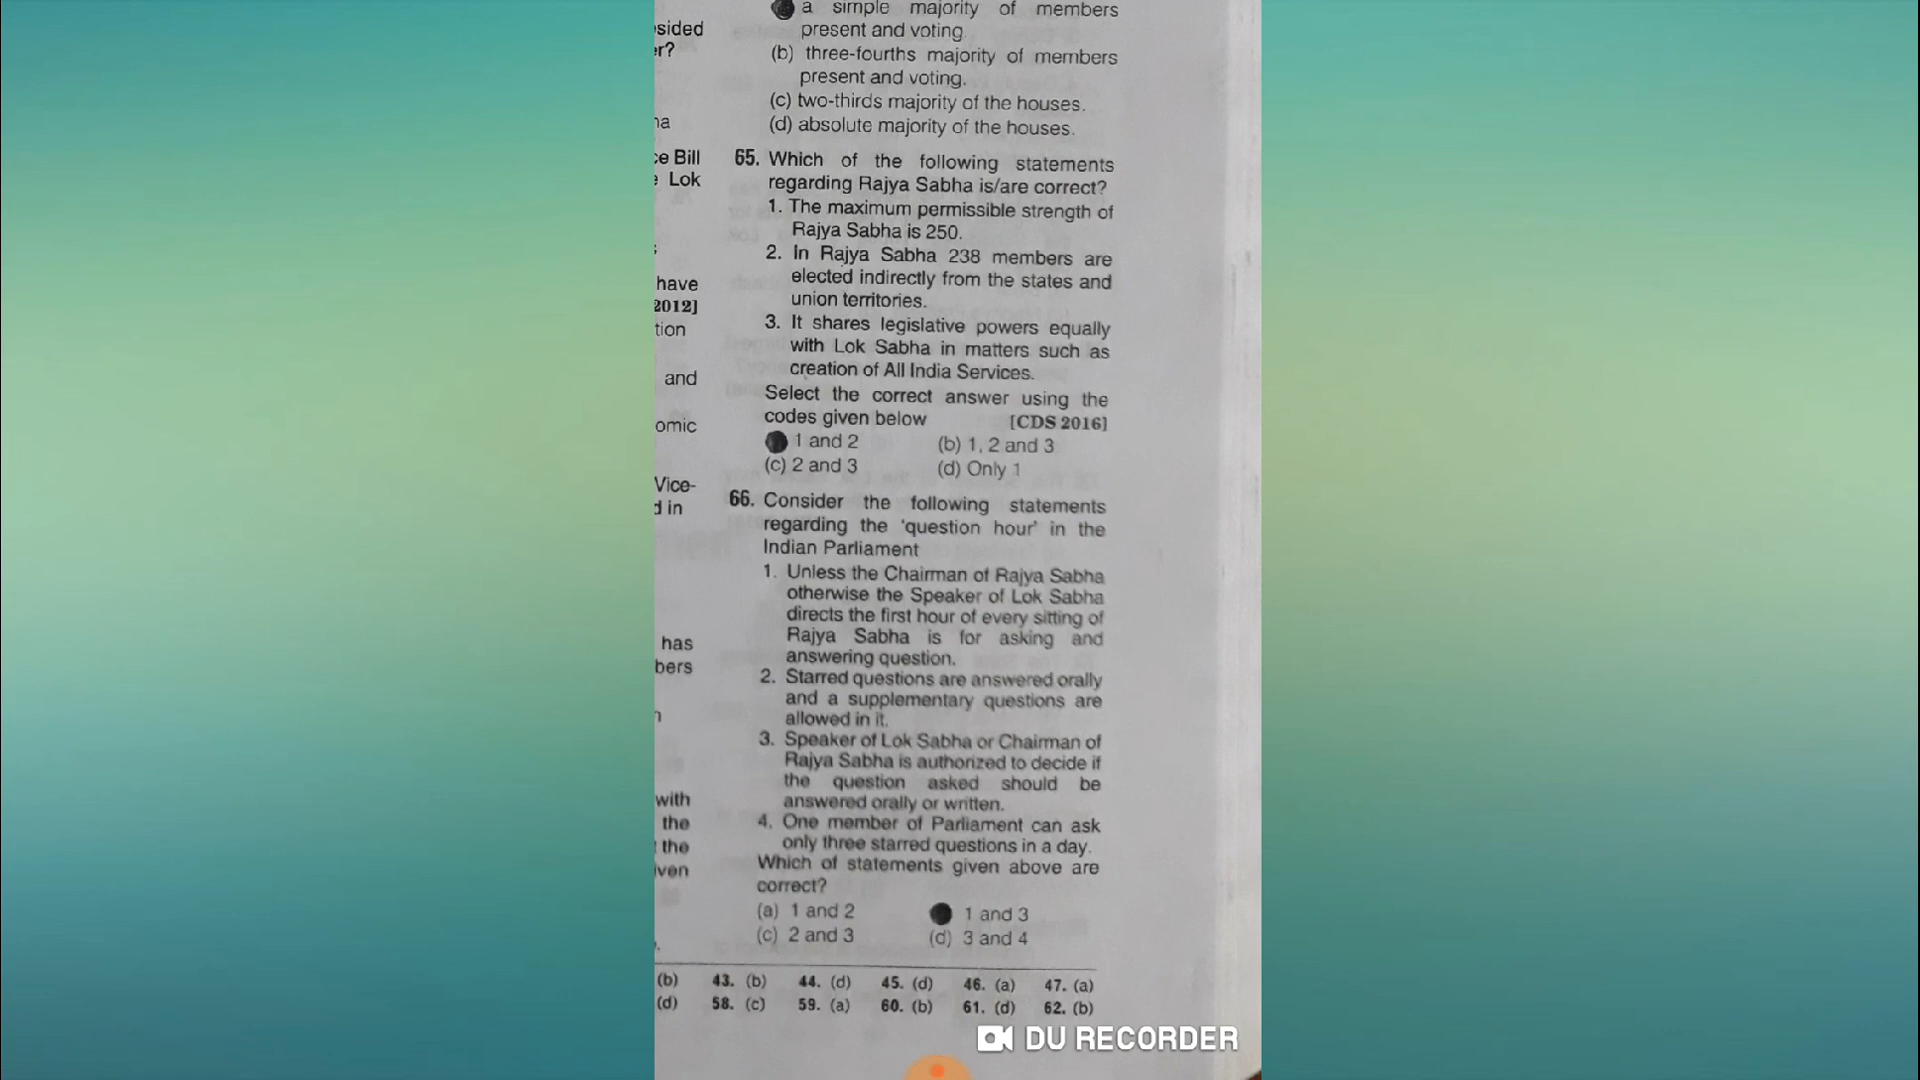 sided
er?
na
ce Bill
e Lok
have
2012]
tion
and
omic
Vice-
d in
has
bers
with
the
the
iven
a simple majority of members
present and voting.
(b) three-fourths majority of members
present and voting.
(c) two-thirds majority of the houses.
(d) absolute majority of the houses.
65. Which of the following statements
regarding Rajya Sabha is/are correct?
1. The maximum permissible strength of
Rajya Sabha is 250.
2. In Rajya Sabha 238 members are
elected indirectly from the states and
union territories.
3. It shares legislative powers equally
with Lok Sabha in matters such as
creation of All India Services.
Select the correct answer using the
codes given below [CDS 2016]
1 and 2 (b) 1, 2 and 3
(c) 2 and 3 (d) Only 1
66. Consider the following statements
regarding the 'question hour' in the
Indian Parliament
1. Unless the Chairman of Rajya Sabha
otherwise the Speaker of Lok Sabha
directs the first hour of every sitting of
Rajya Sabha is for asking and
answering question.
2. Starred questions are answered orally
and a supplementary questions are
allowed in it.
3. Speaker of Lok Sabha or Chairman of
Rajya Sabha is authorized to decide if
the question asked should be
answered orally or written.
4. One member of Parliament can ask
only three starred questions in a day.
Which of statements given above are
correct?
(a) 1 and 2 1 and 3
(c) 2 and 3 (d) 3 and 4
(b) 43. (b) 44. (d) 45. (d) 46. (a) 47. (a)
(d) 58. (c) 59. (a) 60. (b) 61. (d) 62. (b)
DU RECORDER